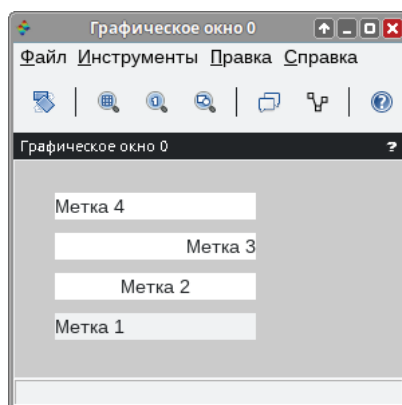 Графическое окно 0
Файл Инструменты Правка Справка
Графическое окно 0 ?
Метка 4
Метка 3
Метка 2
Метка 1